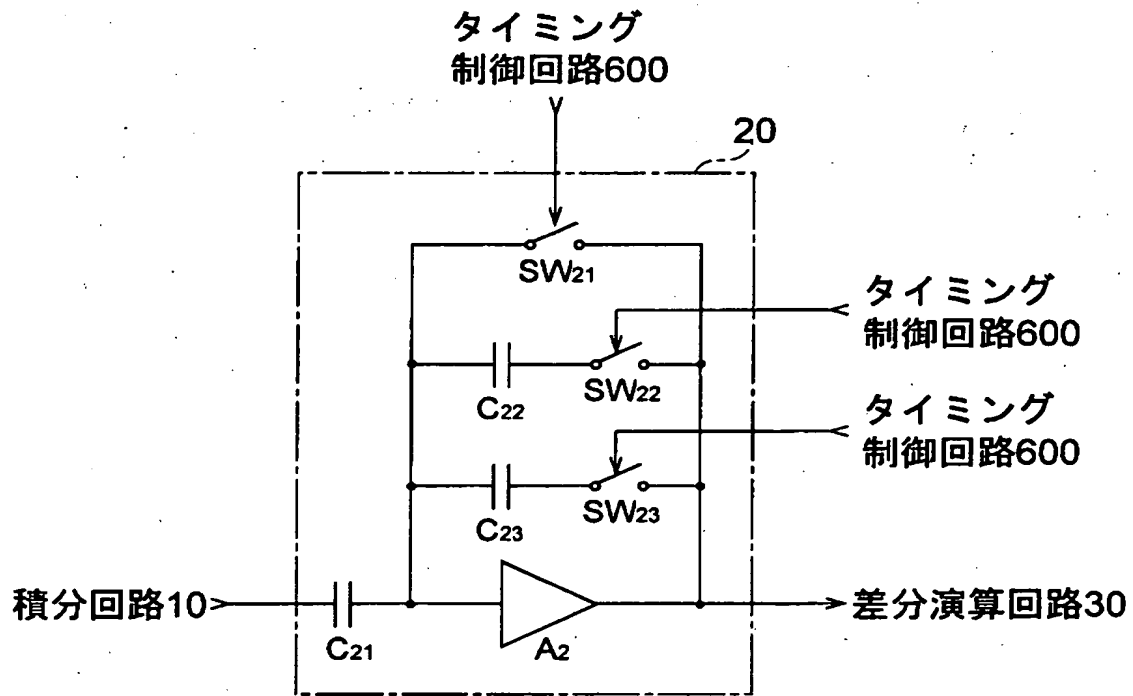 タイミング
制御回路600
20
SW21
タイミング
制御回路600
C22
SW22
タイミング
制御回路600
C23
SW23
積分回路10
差分演算回路30
C21
A2